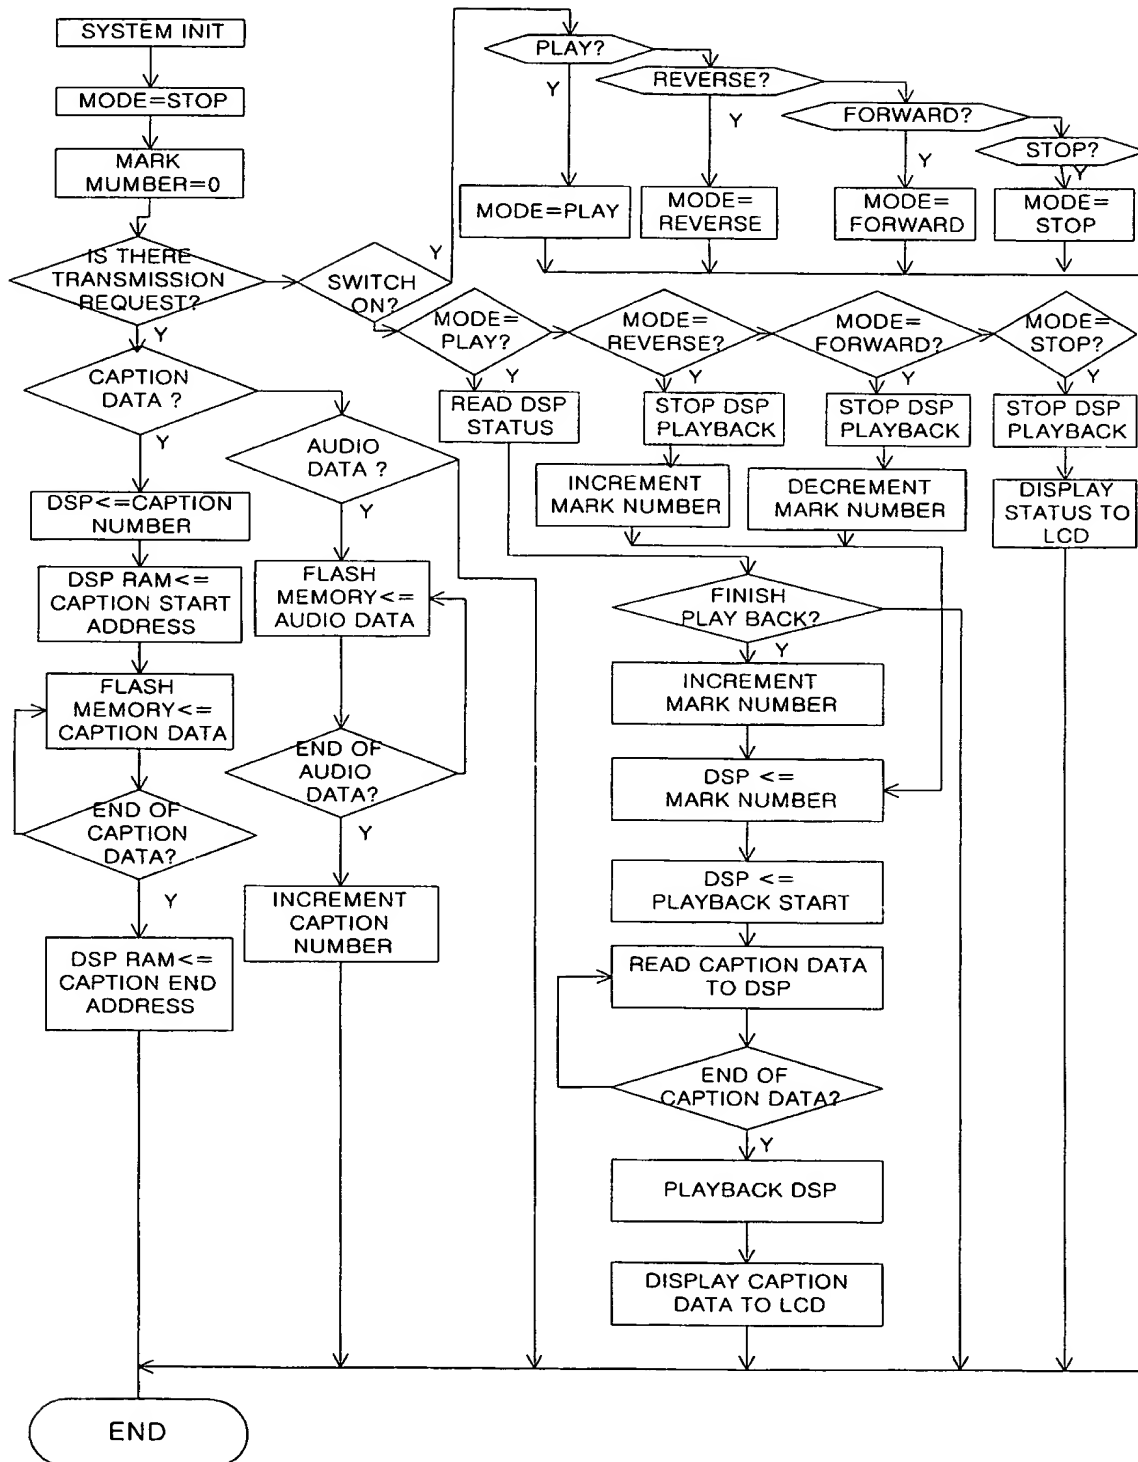 SYSTEM INIT
MODE=STOP
MARK
MUMBER=0
IS THERE
TRANSMISSION
REQUEST?
Y
CAPTION
DATA ?
Y
DSP<=CAPTION
NUMBER
DSP RAM<=
CAPTION START
ADDRESS
FLASH
MEMORY<=
CAPTION DATA
END OF
CAPTION
DATA?
Y
DSP RAM<=
CAPTION END
ADDRESS
END
AUDIO
DATA ?
Y
FLASH
MEMORY<=
AUDIO DATA
END OF
AUDIO
DATA?
Y
INCREMENT
CAPTION
NUMBER
SWITCH
ON?
Y
PLAY?
Y
MODE=PLAY
REVERSE?
Y
MODE=
REVERSE
FORWARD?
Y
MODE=
FORWARD
STOP?
Y
MODE=
STOP
MODE=
PLAY?
Y
READ DSP
STATUS
MODE=
REVERSE?
Y
STOP DSP
PLAYBACK
INCREMENT
MARK NUMBER
MODE=
FORWARD?
Y
STOP DSP
PLAYBACK
DECREMENT
MARK NUMBER
MODE=
STOP?
Y
STOP DSP
PLAYBACK
DISPLAY
STATUS TO
LCD
FINISH
PLAY BACK?
Y
INCREMENT
MARK NUMBER
DSP <=
MARK NUMBER
DSP <=
PLAYBACK START
READ CAPTION DATA
TO DSP
END OF
CAPTION DATA?
Y
PLAYBACK DSP
DISPLAY CAPTION
DATA TO LCD